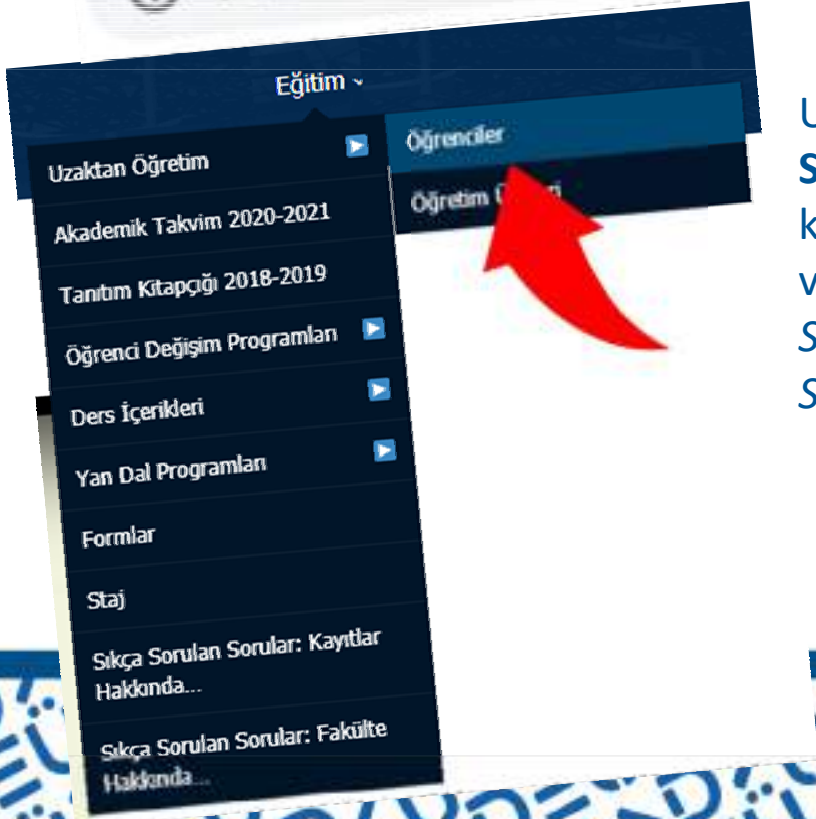 Eğitim
Uzaktan Öğretim
Öğrenciler
Öğretim
Akademik Takvim 2020-2021
Tanıtım Kitapçığı 2018-2019
Öğrenci Değişim Programları
Ders İçerikleri
Yan Dal Programları
Formlar
Staj
Sıkça Sorulan Sorular: Kayıtlar
Hakkında...
Sıkça Sorulan Sorular: Fakülte
Hakkında...